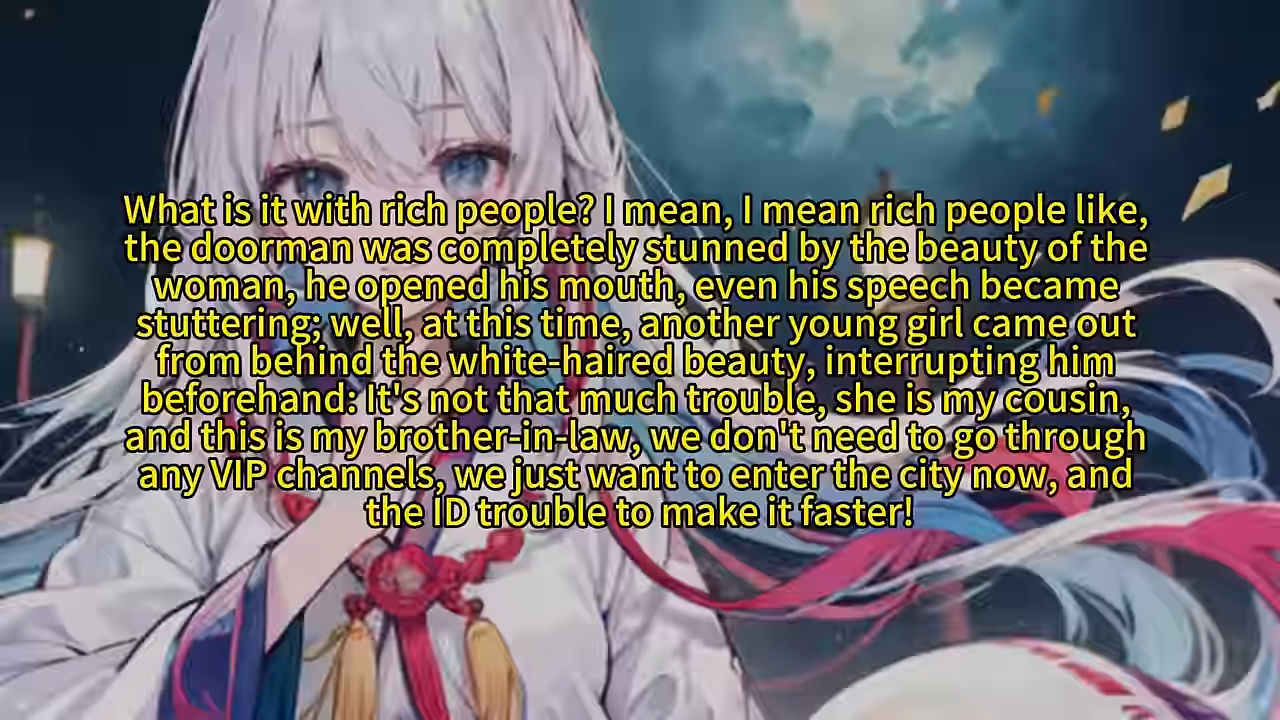 What is it with rich people? I mean, I mean rich people like,
the doorman was completely stunned by the beauty of the
woman, he opened his mouth, even his speech became
stuttering; well, at this time, another young girl came out
from behind the white-haired beauty, interrupting him
beforehand: It's not that much trouble, she is my cousin,
and this is my brother-in-law, we don't need to go through
any VIP channels, we just want to enter the city now, and
the ID trouble to make it faster!